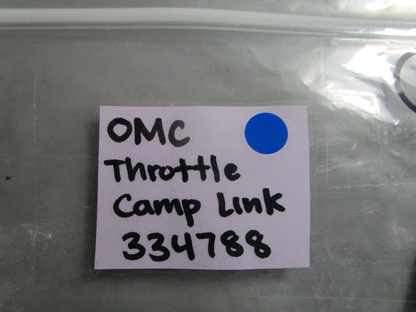 OMC
Throttle
Camp Link
334788